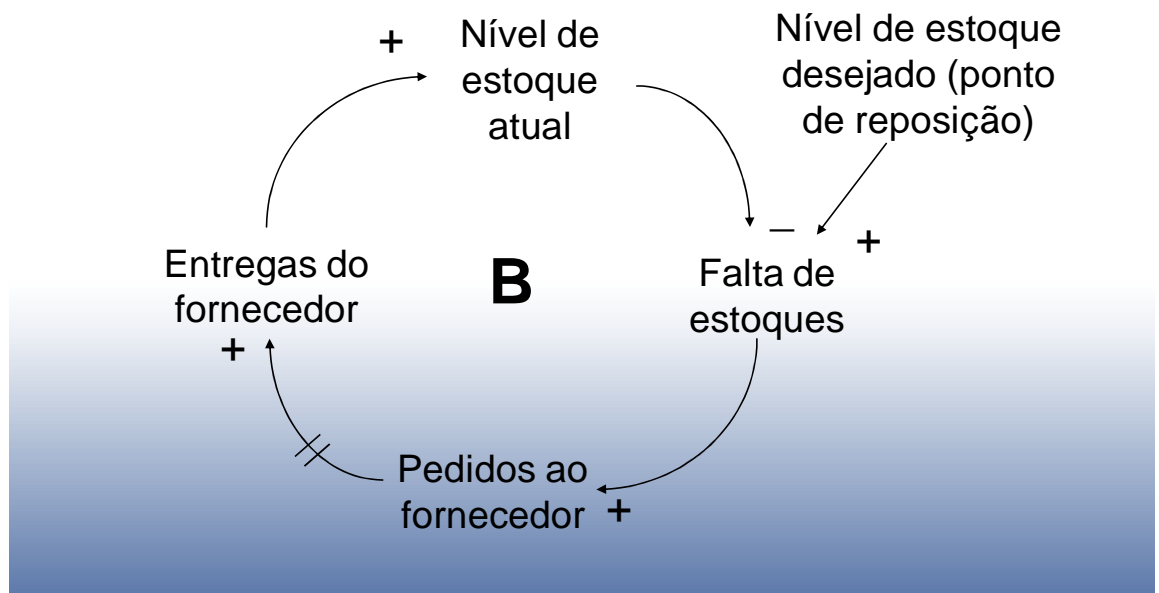 +
Nível de
estoque
atual
Nível de estoque
desejado (ponto
de reposição)
–
+
Entregas do
fornecedor
+
B
Falta de
estoques
Pedidos ao
fornecedor
+